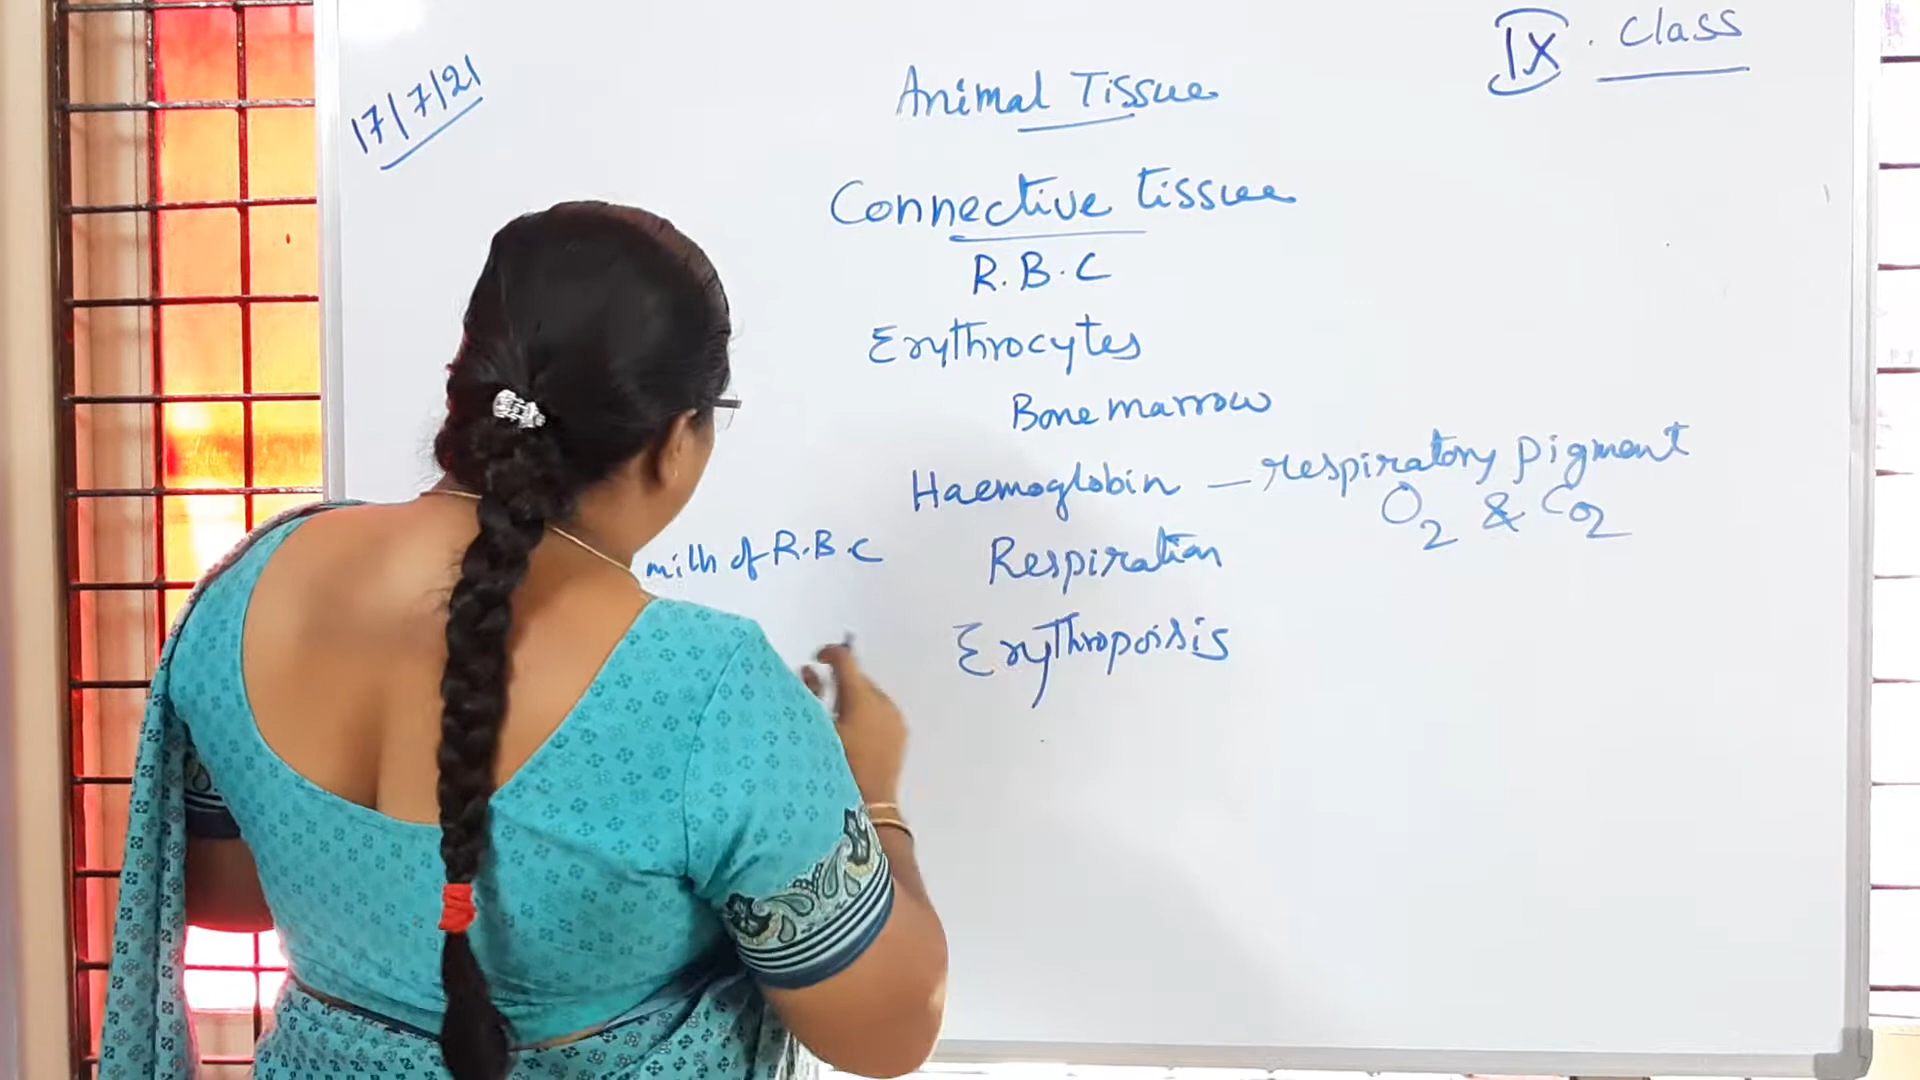 17/7/21
IX. Class
Animal Tissue
Connective tissue
R.B.C
Erythrocytes
Bone marrow
Haemoglobin – respiratory pigment
O2 & CO2
of R.B.C
Respiration
Erythropoisis